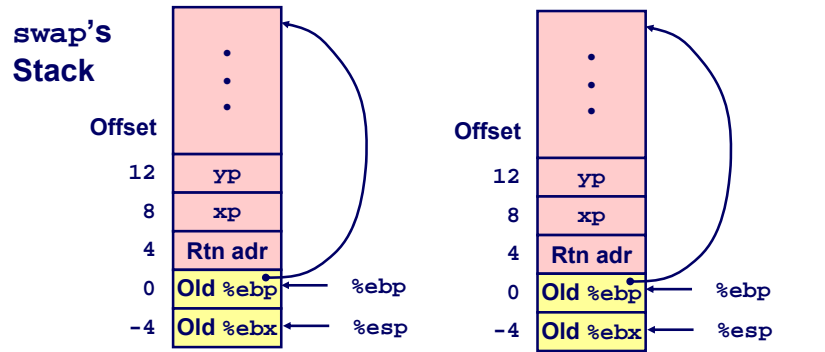 swap's
Stack
Offset
12 yp
8 xp
4 Rtn adr
0 Old %ebp %ebp
-4 Old %ebx %esp
Offset
12 yp
8 xp
4 Rtn adr
0 Old %ebp %ebp
-4 Old %ebx %esp